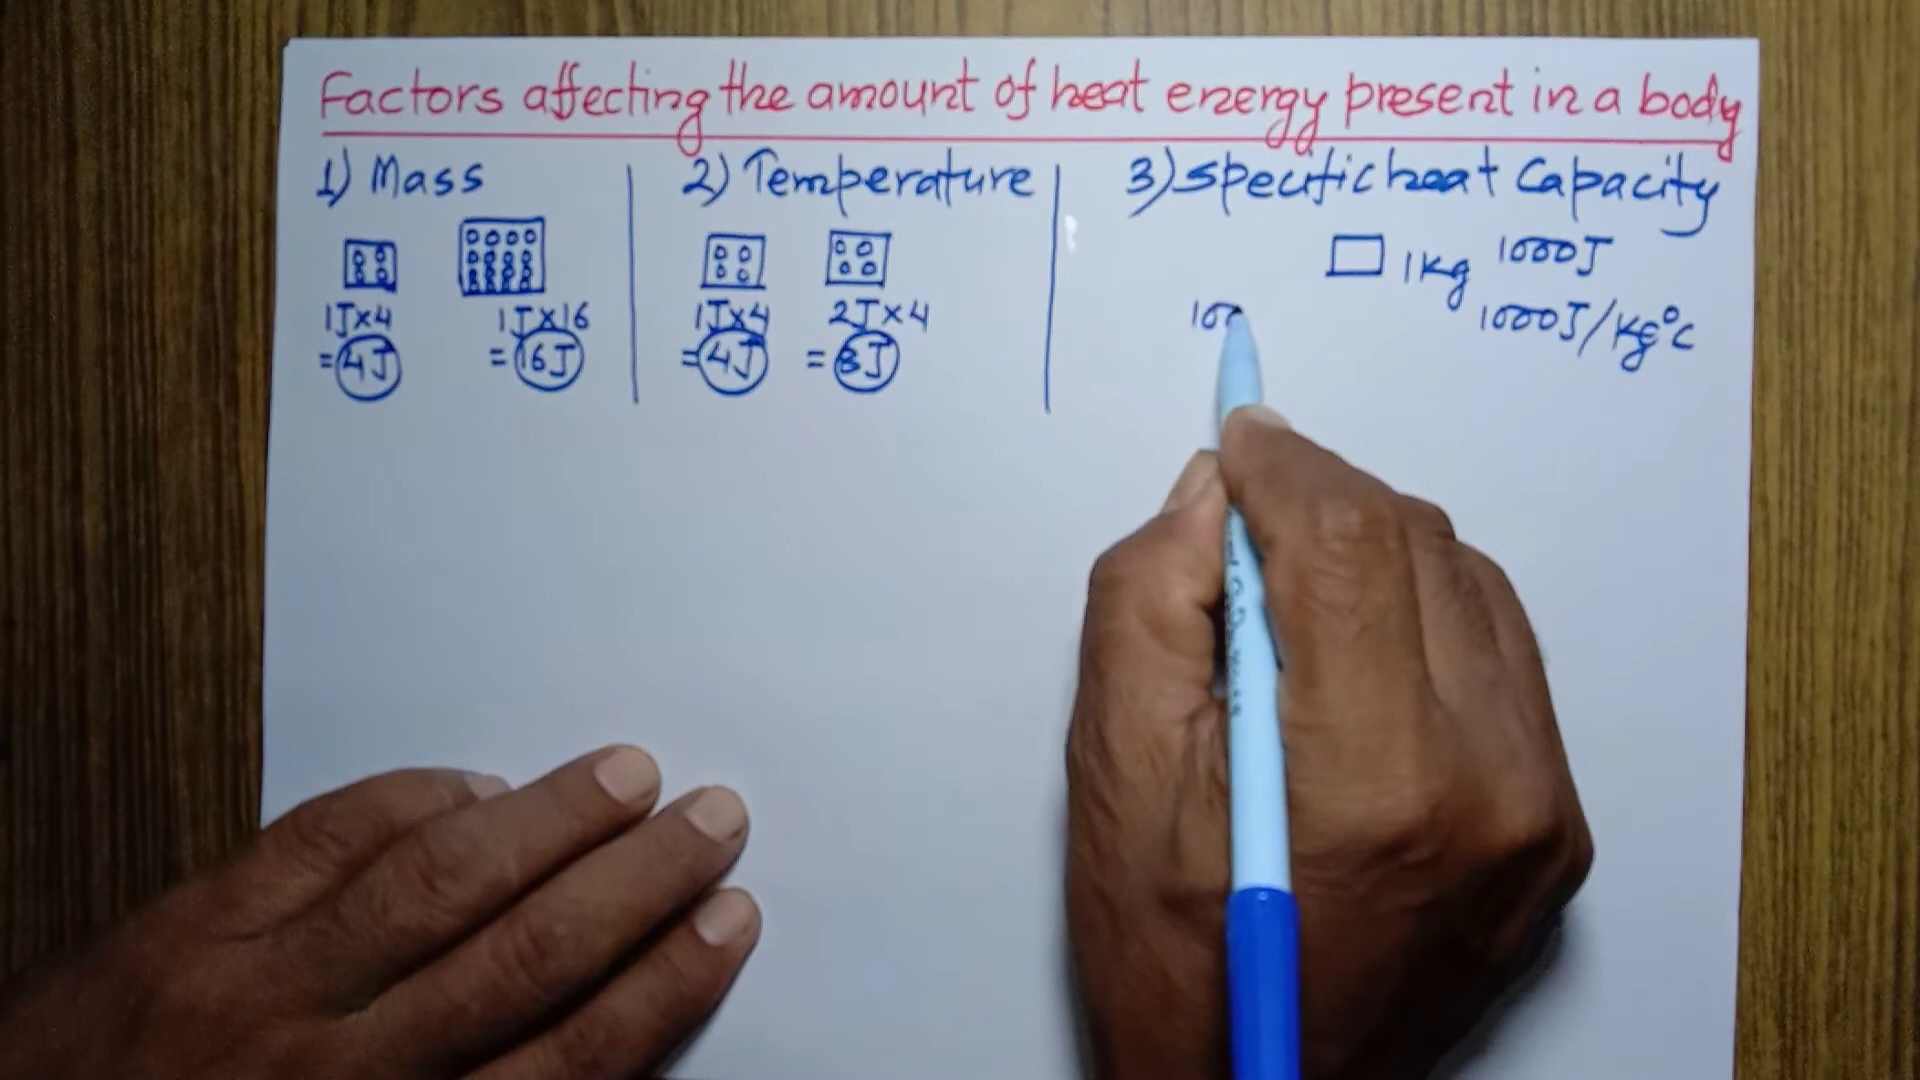 Factors affecting the amount of heat energy present in a body
1) Mass
1J×4
=4J
1J×16
=16J
2) Temperature
1J×4
=4J
2J×4
=8J
3) specific heat Capacity
1kg 1000J
1000J/kg°C
100